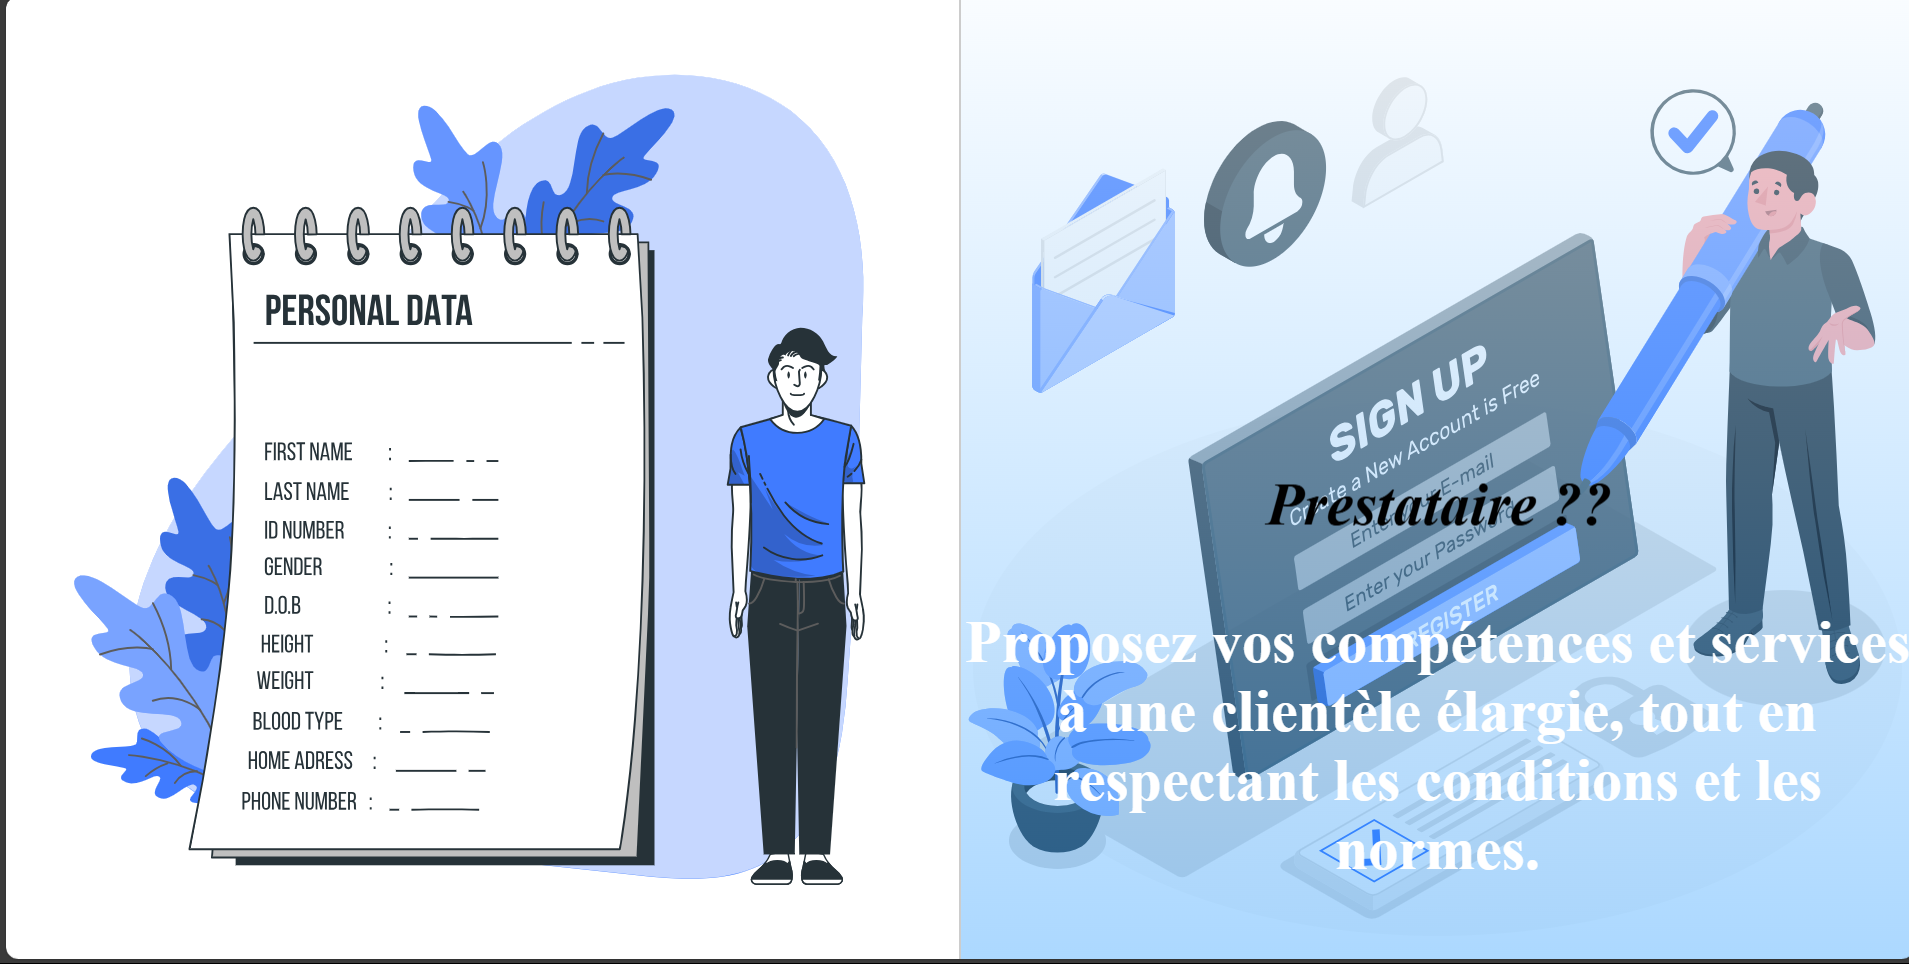 PERSONAL DATA
FIRST NAME :
LAST NAME :
ID NUMBER :
GENDER :
D.O.B :
HEIGHT :
WEIGHT :
BLOOD TYPE :
HOME ADRESS :
PHONE NUMBER :
SIGN UP
Create a New Account is Free
Enter your E-mail
Enter your Password
REGISTER
Prestataire ??
Proposez vos compétences et services
à une clientèle élargie, tout en
respectant les conditions et les
normes.